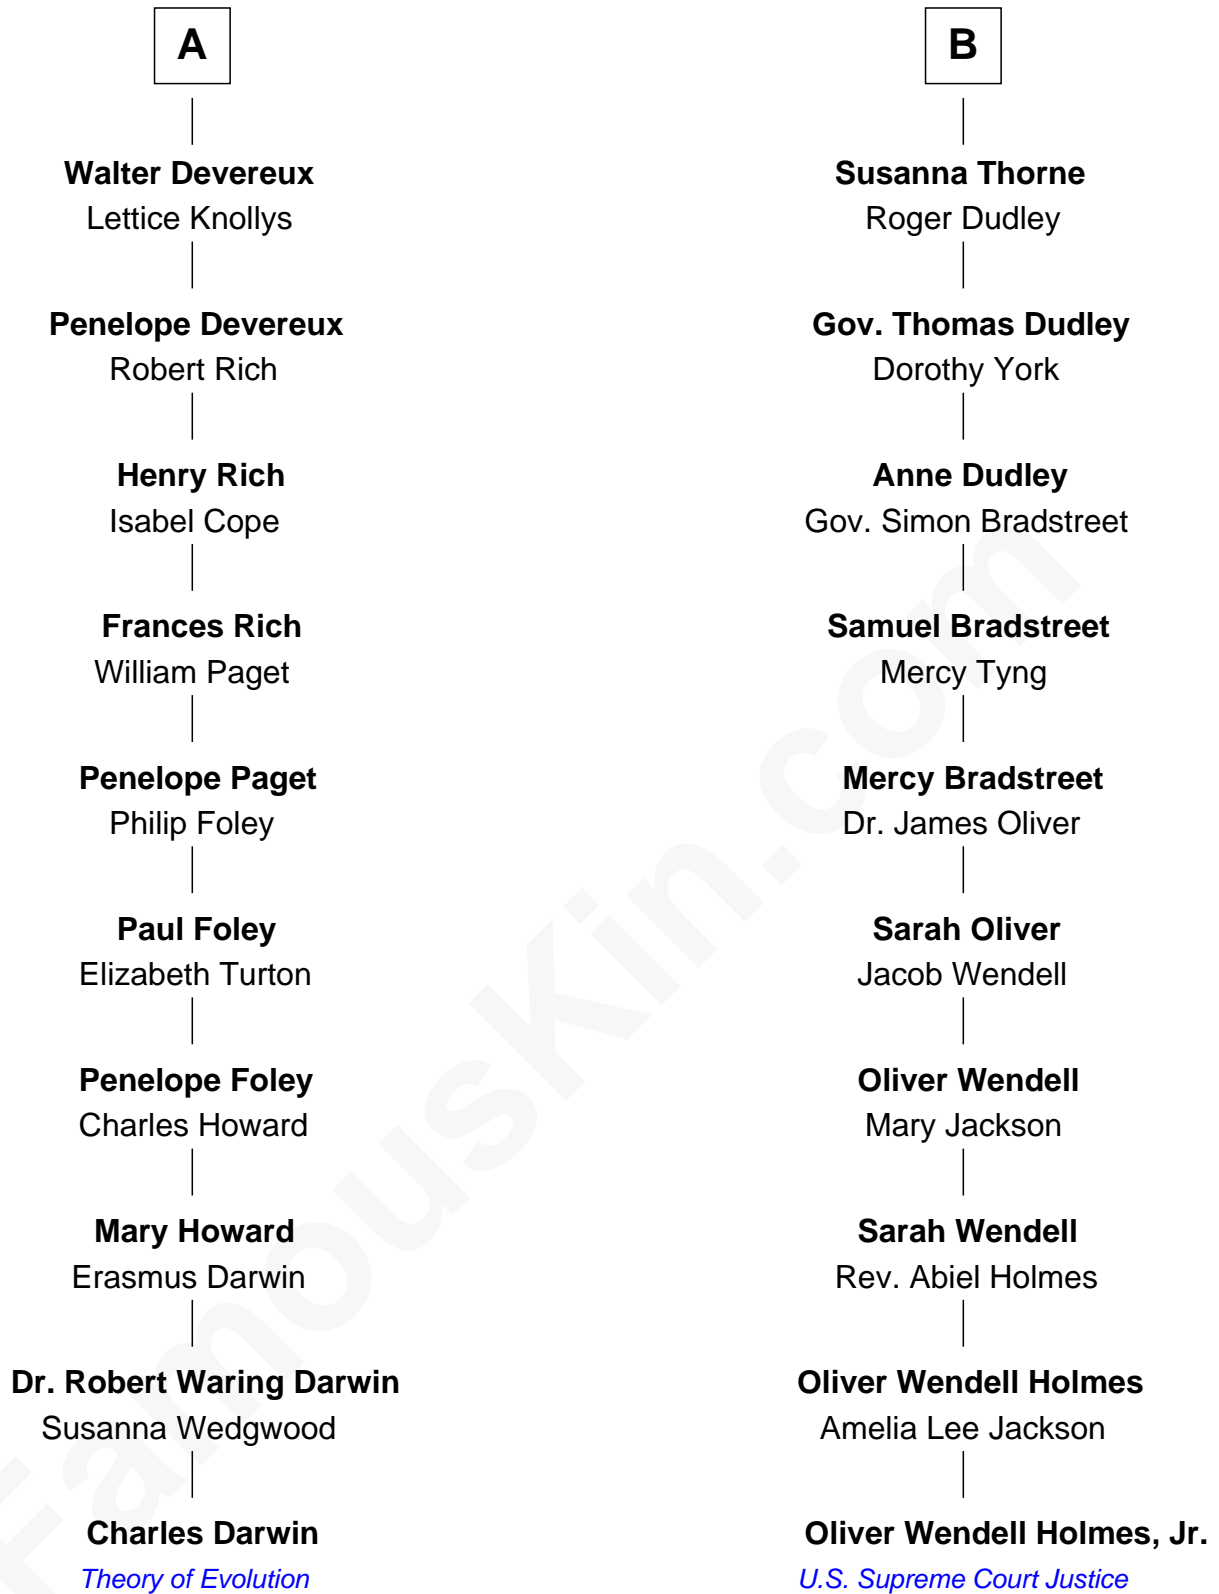 A
Walter Devereux
Lettice Knollys
Penelope Devereux
Robert Rich
Henry Rich
Isabel Cope
Frances Rich
William Paget
Penelope Paget
Philip Foley
Paul Foley
Elizabeth Turton
Penelope Foley
Charles Howard
Mary Howard
Erasmus Darwin
Dr. Robert Waring Darwin
Susanna Wedgwood
Charles Darwin
Theory of Evolution
B
Susanna Thorne
Roger Dudley
Gov. Thomas Dudley
Dorothy York
Anne Dudley
Gov. Simon Bradstreet
Samuel Bradstreet
Mercy Tyng
Mercy Bradstreet
Dr. James Oliver
Sarah Oliver
Jacob Wendell
Oliver Wendell
Mary Jackson
Sarah Wendell
Rev. Abiel Holmes
Oliver Wendell Holmes
Amelia Lee Jackson
Oliver Wendell Holmes, Jr.
U.S. Supreme Court Justice
FamousKin.com